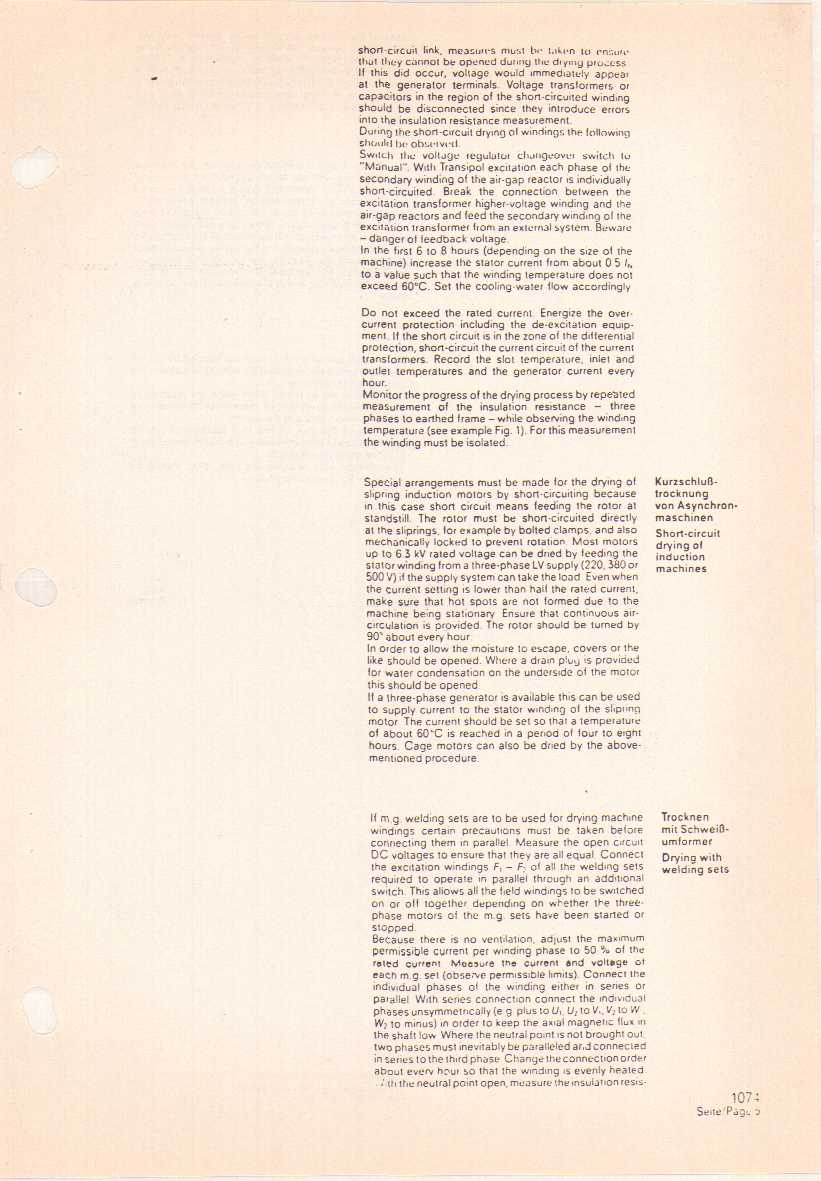 short-circuit link, measures must be taken to ensure
that they cannot be opened during the drying process.
If this did occur, voltage would immediately appear
at the generator terminals. Voltage transformers or
capacitors in the region of the short-circuited winding
should be disconnected since they introduce errors
into the insulation resistance measurement.
During the short-circuit drying of windings the following
should be observed.
Switch the voltage regulator changeover switch to
"Manual". With Transipol excitation each phase of the
secondary winding of the air-gap reactor is individually
short-circuited. Break the connection between the
excitation transformer higher-voltage winding and the
air-gap reactors and feed the secondary winding of the
excitation transformer from an external system. Beware
– danger of feedback voltage.
In the first 6 to 8 hours (depending on the size of the
machine) increase the stator current from about 0.5 Iₙ
to a value such that the winding temperature does not
exceed 60°C. Set the cooling-water flow accordingly
Do not exceed the rated current. Energize the over-
current protection including the de-excitation equip-
ment. If the short circuit is in the zone of the differential
protection, short-circuit the current circuit of the current
transformers. Record the slot temperature, inlet and
outlet temperatures and the generator current every
hour.
Monitor the progress of the drying process by repeated
measurement of the insulation resistance – three
phases to earthed frame – while observing the winding
temperature (see example Fig. 1). For this measurement
the winding must be isolated.
Special arrangements must be made for the drying of
slipring induction motors by short-circuiting because
in this case short circuit means feeding the rotor at
standstill. The rotor must be short-circuited directly
at the sliprings, for example by bolted clamps, and also
mechanically locked to prevent rotation. Most motors
up to 6.3 kV rated voltage can be dried by feeding the
stator winding from a three-phase LV supply (220, 380 or
500 V) if the supply system can take the load. Even when
the current setting is lower than half the rated current,
make sure that hot spots are not formed due to the
machine being stationary. Ensure that continuous air-
circulation is provided. The rotor should be turned by
90° about every hour.
In order to allow the moisture to escape, covers or the
like should be opened. Where a drain plug is provided
for water condensation on the underside of the motor
this should be opened.
If a three-phase generator is available this can be used
to supply current to the stator winding of the slipring
motor. The current should be set so that a temperature
of about 60°C is reached in a period of four to eight
hours. Cage motors can also be dried by the above-
mentioned procedure.
Kurzschluß-
trocknung
von Asynchron-
maschinen
Short-circuit
drying of
induction
machines
If m.g. welding sets are to be used for drying machine
windings certain precautions must be taken before
connecting them in parallel. Measure the open circuit
DC voltages to ensure that they are all equal. Connect
the excitation windings F₁ – F₂ of all the welding sets
required to operate in parallel through an additional
switch. This allows all the field windings to be switched
on or off together depending on whether the three-
phase motors of the m.g. sets have been started or
stopped.
Because there is no ventilation, adjust the maximum
permissible current per winding phase to 50 % of the
rated current. Measure the current and voltage of
each m.g. set (observe permissible limits). Connect the
individual phases of the winding either in series or
parallel. With series connection connect the individual
phases unsymmetrically (e.g. plus to U₁, U₂ to V₁, V₂ to W
W₂ to minus) in order to keep the axial magnetic flux in
the shaft low. Where the neutral point is not brought out,
two phases must inevitably be paralleled and connected
in series to the third phase. Change the connection order
about every hour so that the winding is evenly heated.
the neutral point open, measure the insulation resis-
Trocknen
mit Schweiß-
umformer
Drying with
welding sets
Seite/Page